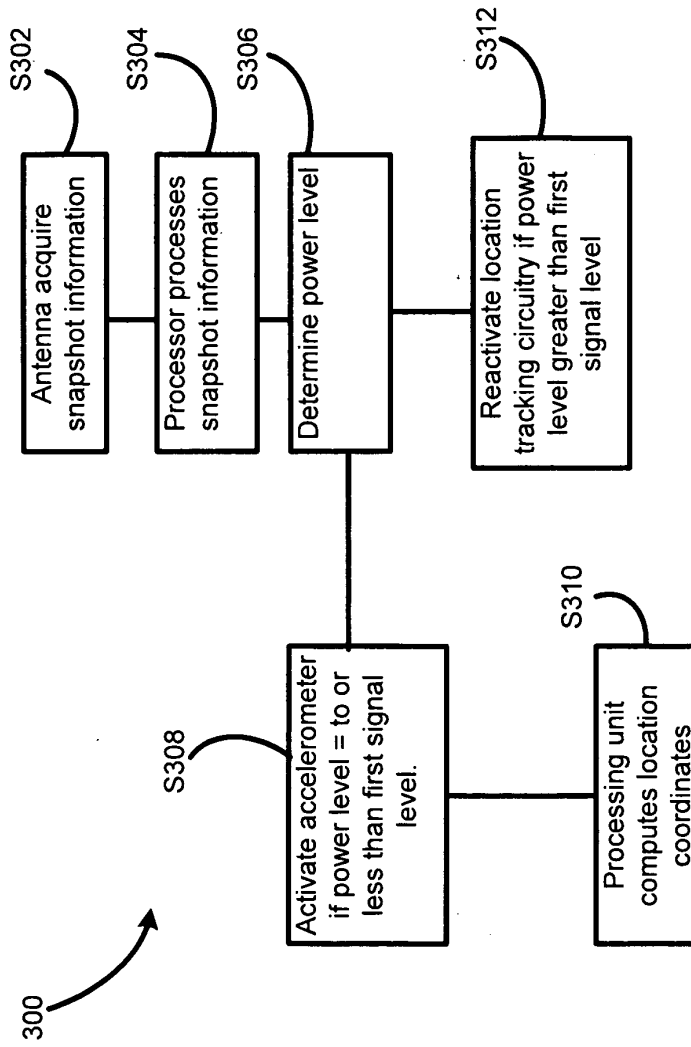 300
Antenna acquire
snapshot information
S302
Processor processes
snapshot information
S304
Determine power level
S306
S308
Activate accelerometer
if power level = to or
less than first signal
level.
S310
Processing unit
computes location
coordinates
Reactivate location
tracking circuitry if power
level greater than first
signal level
S312